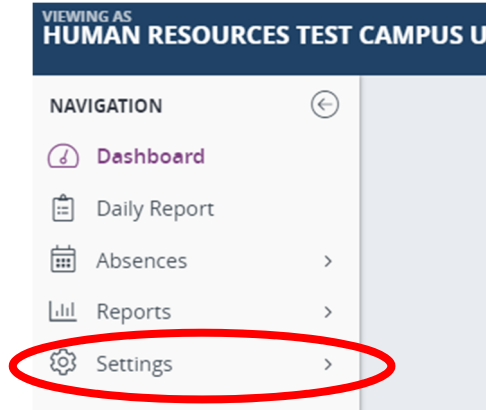 VIEWING AS
HUMAN RESOURCES TEST CAMPUS U
NAVIGATION
Dashboard
Daily Report
Absences
Reports
Settings